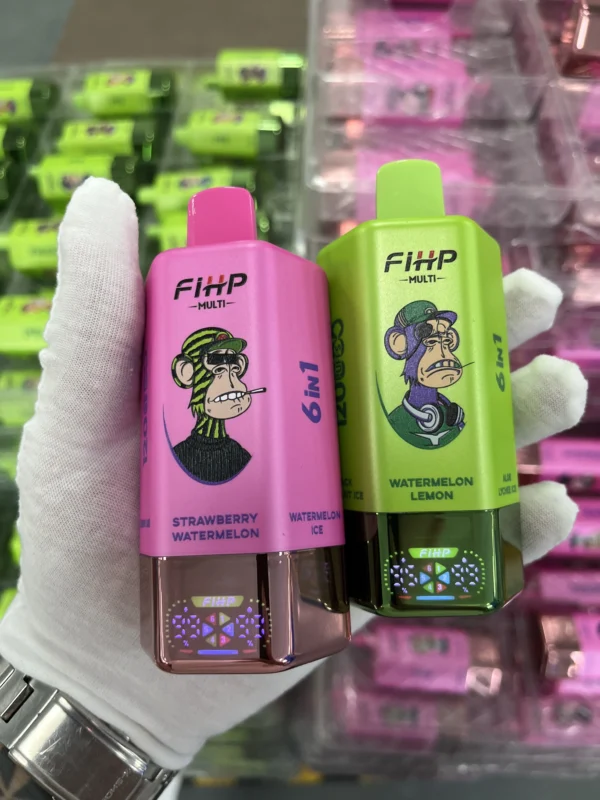 FiHP
MULTI
6 iN 1
STRAWBERRY
WATERMELON
WATERMELON
ICE
FiHP
FiHP
MULTI
6 iN 1
WATERMELON
LEMON
FiHP